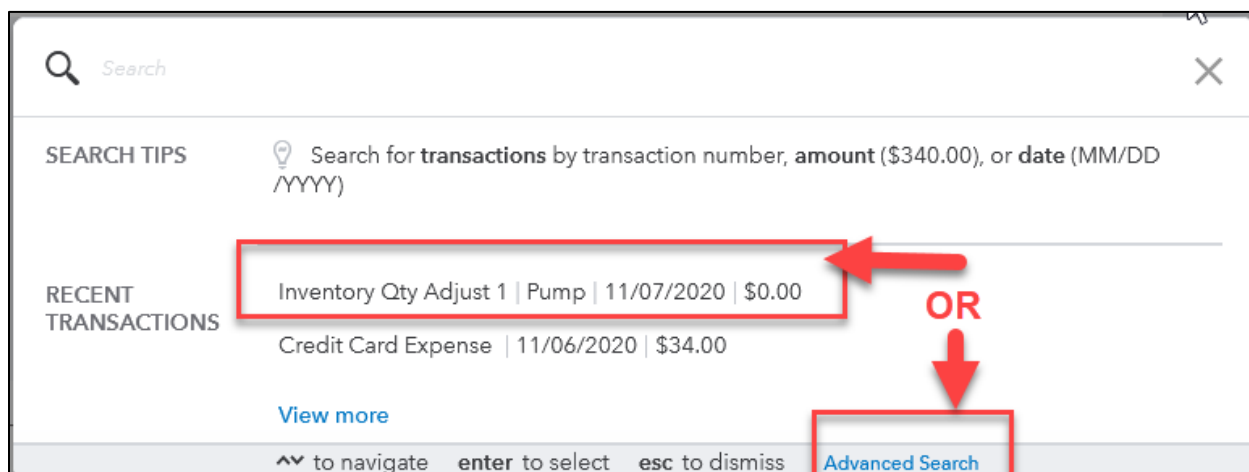 Search
SEARCH TIPS
Search for transactions by transaction number, amount ($340.00), or date (MM/DD
/YYYY)
RECENT
TRANSACTIONS
Inventory Qty Adjust 1 | Pump | 11/07/2020 | $0.00
OR
Credit Card Expense | 11/06/2020 | $34.00
View more
to navigate enter to select esc to dismiss Advanced Search